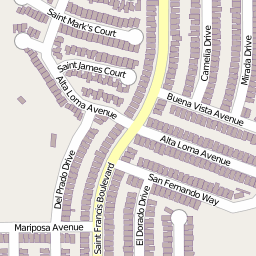 Saint Mark's Court
Saint James Court
Alta Loma Avenue
Camelia Drive
Mirada Drive
Buena Vista Avenue
Alta Loma Avenue
San Fernando Way
Del Prado Drive
Saint Francis Boulevard
El Dorado Drive
Mariposa Avenue